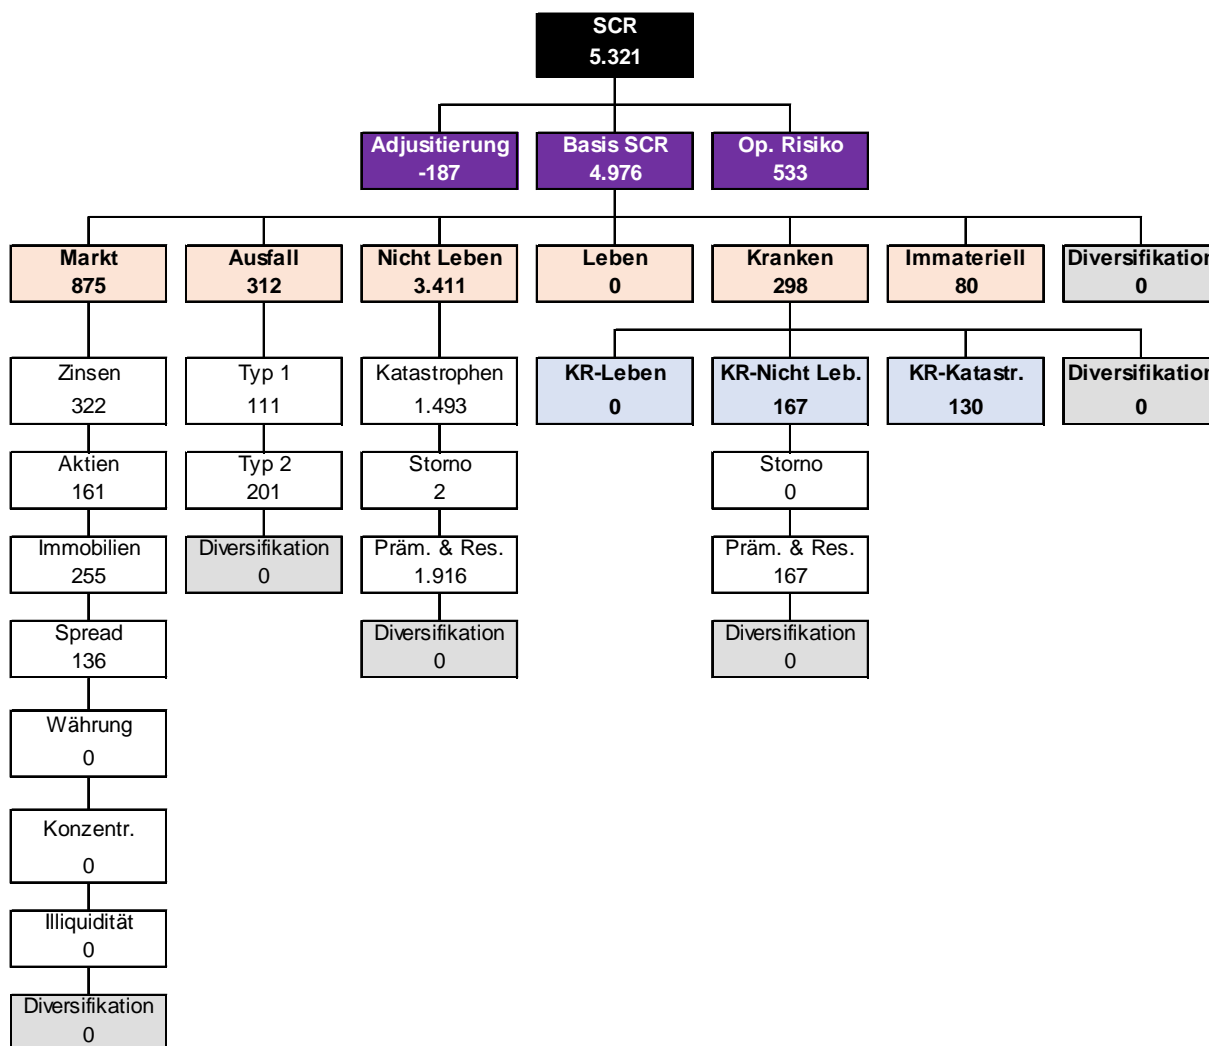 SCR
5.321
Adjusitierung
-187
Basis SCR
4.976
Op. Risiko
533
Markt
875
Ausfall
312
Nicht Leben
3.411
Leben
0
Kranken
298
Immateriell
80
Diversifikation
0
Zinsen
322
Typ 1
111
Katastrophen
1.493
KR-Leben
0
KR-Nicht Leb.
167
KR-Katastr.
130
Diversifikation
0
Aktien
161
Typ 2
201
Storno
2
Storno
0
Immobilien
255
Diversifikation
0
Präm. & Res.
1.916
Präm. & Res.
167
Spread
136
Diversifikation
0
Diversifikation
0
Währung
0
Konzentr.
0
Illiquidität
0
Diversifikation
0